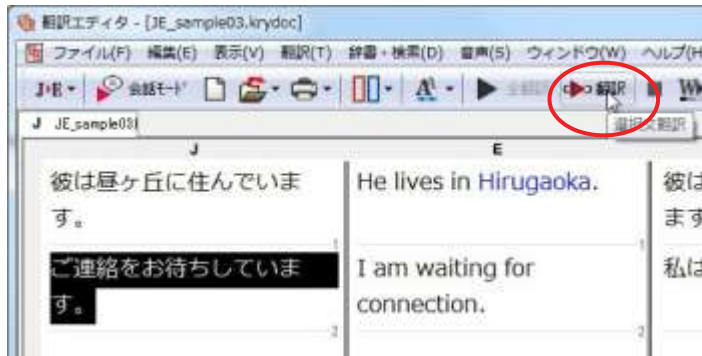 翻訳エディタ - [JE_sample03.krydoc]
ファイル(F) 編集(E) 表示(V) 翻訳(T) 辞書・検索(D) 音声(S) ウィンドウ(W) ヘルプ(H
J▸E 会話モード 翻訳
J JE_sample03
選択文翻訳
J E
彼は昼ヶ丘に住んでいま He lives in Hirugaoka. 彼は
す。 ます
1 1
ご連絡をお待ちしていま I am waiting for 私は
す。 connection.
2 2